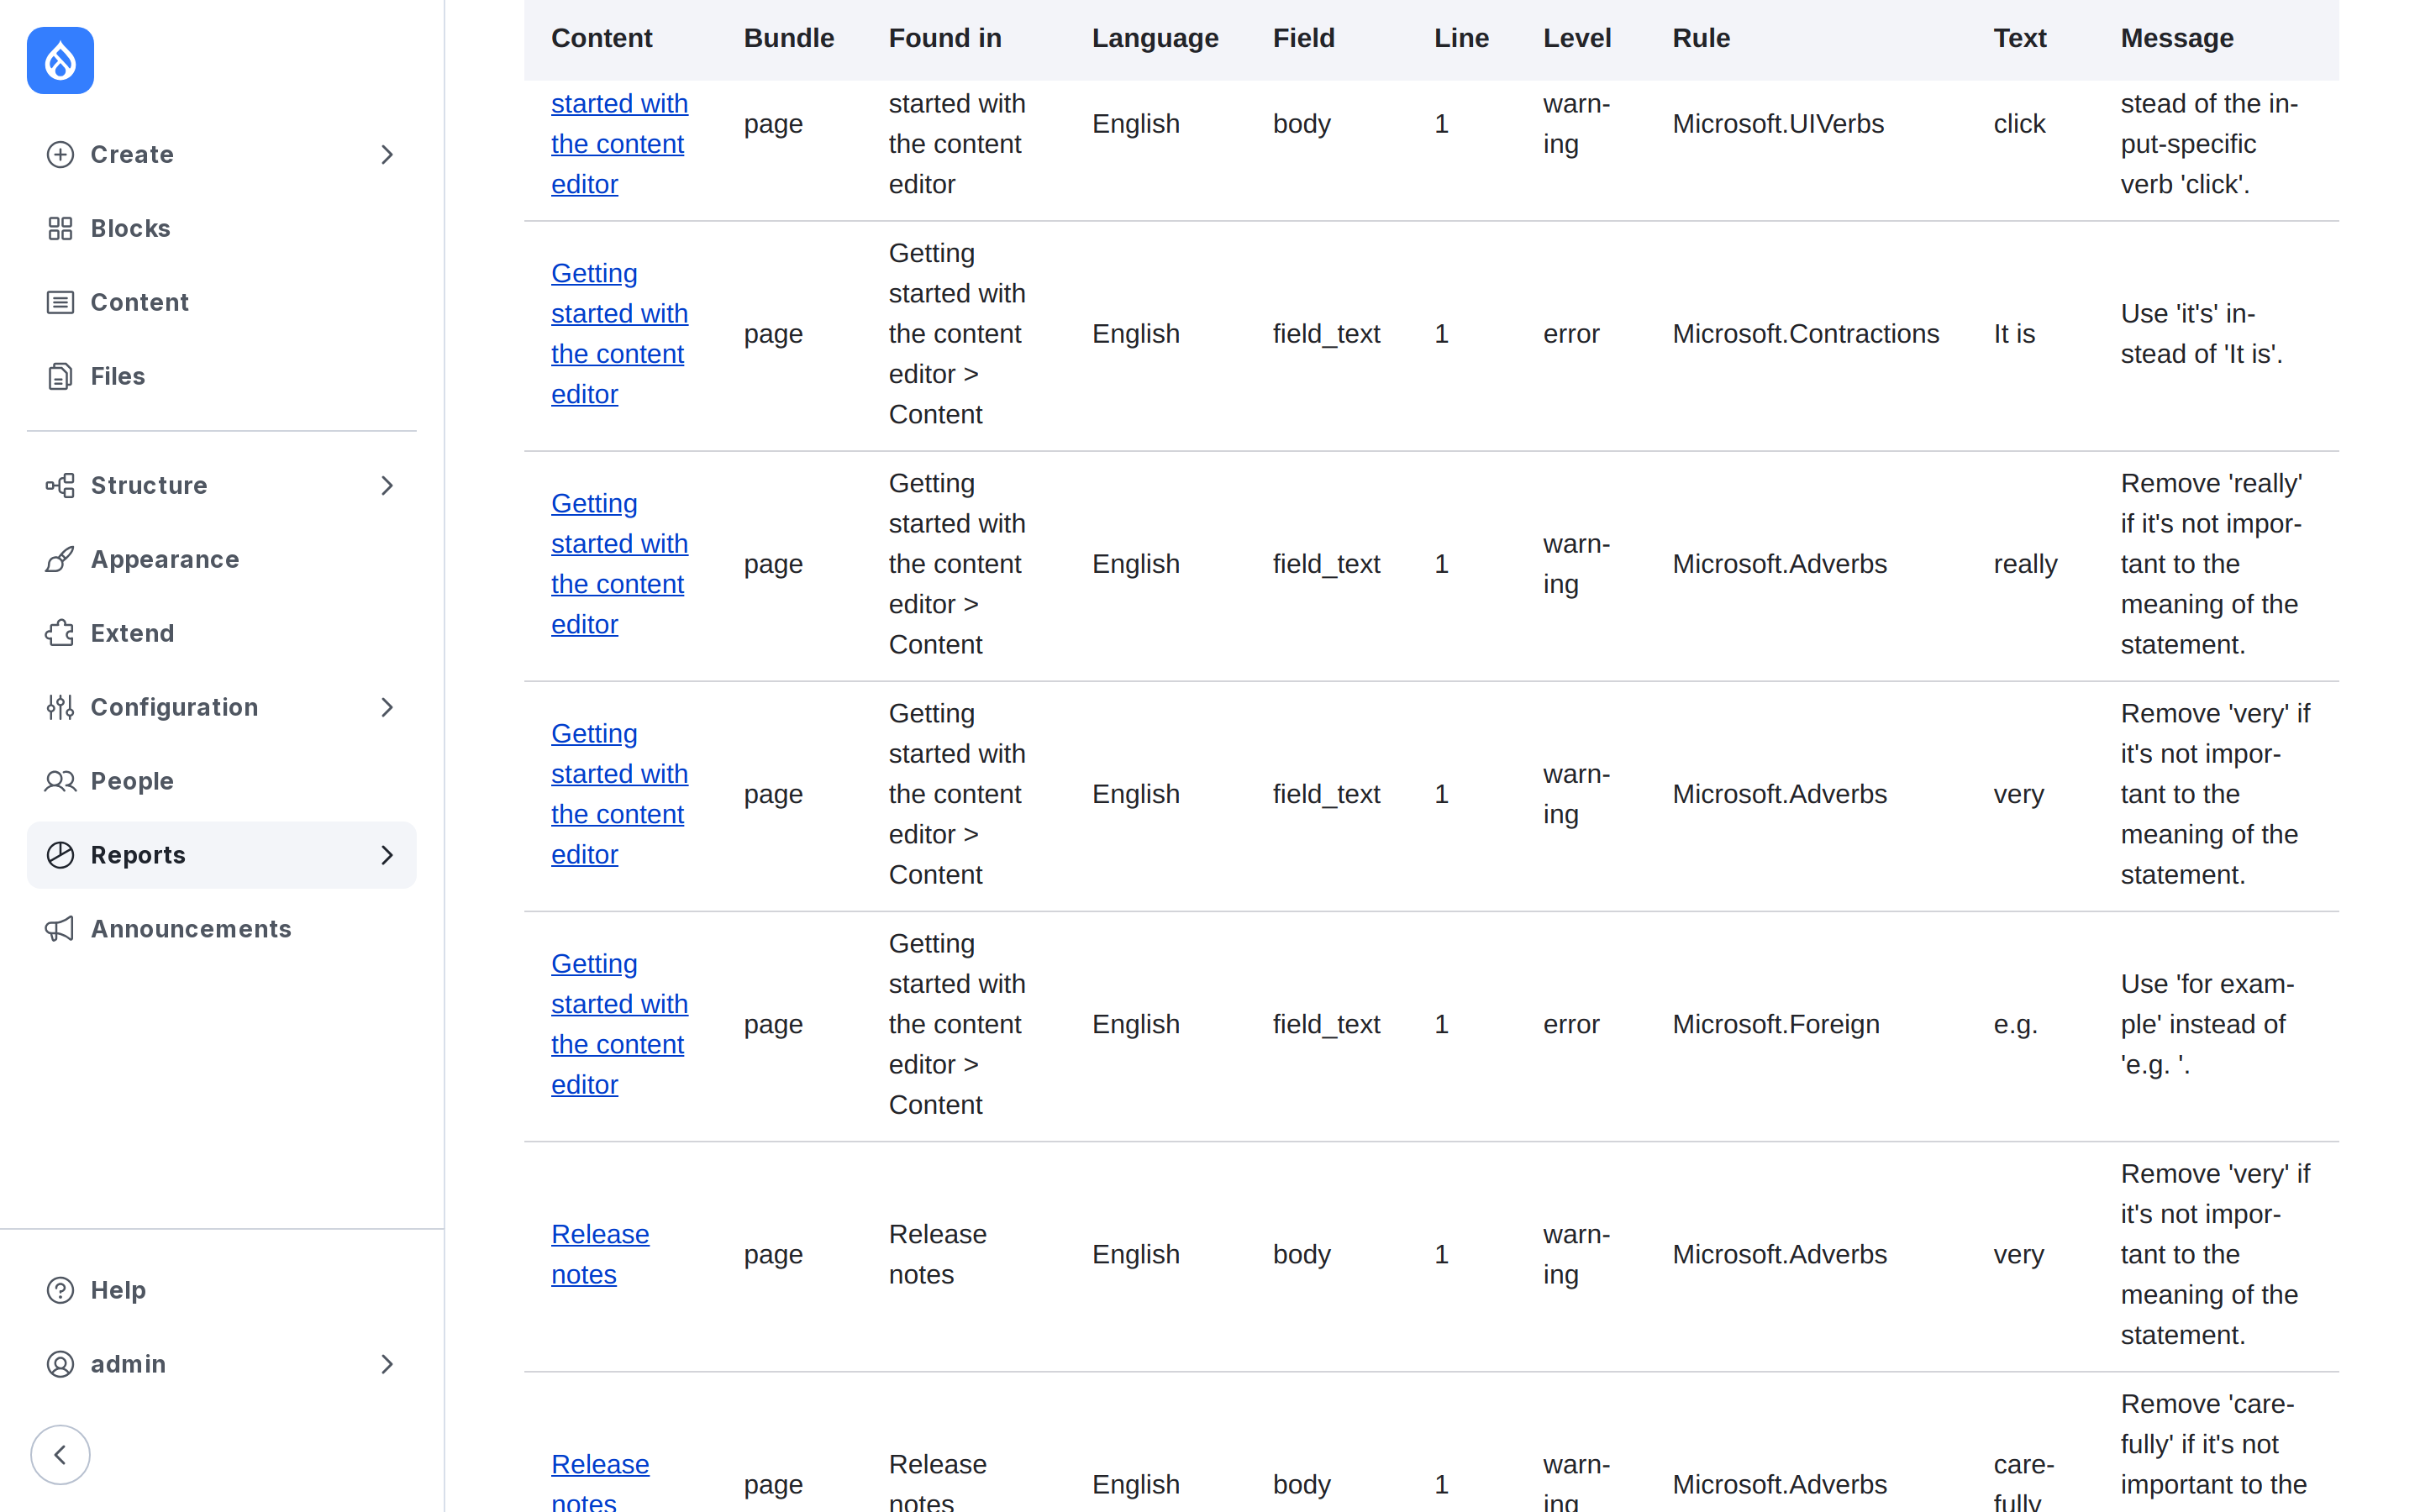 Create
Blocks
Content
Files
Structure
Appearance
Extend
Configuration
People
Reports
Announcements
Help
admin
Content Bundle Found in Language Field Line Level Rule Text Message
started with
the content
editor
page
started with
the content
editor
English
body
1
warn-
ing
Microsoft.UIVerbs
click
stead of the in-
put-specific
verb 'click'.
Getting
started with
the content
editor
page
Getting
started with
the content
editor >
Content
English
field_text
1
error
Microsoft.Contractions
It is
Use 'it's' in-
stead of 'It is'.
Getting
started with
the content
editor
page
Getting
started with
the content
editor >
Content
English
field_text
1
warn-
ing
Microsoft.Adverbs
really
Remove 'really'
if it's not impor-
tant to the
meaning of the
statement.
Getting
started with
the content
editor
page
Getting
started with
the content
editor >
Content
English
field_text
1
warn-
ing
Microsoft.Adverbs
very
Remove 'very' if
it's not impor-
tant to the
meaning of the
statement.
Getting
started with
the content
editor
page
Getting
started with
the content
editor >
Content
English
field_text
1
error
Microsoft.Foreign
e.g.
Use 'for exam-
ple' instead of
'e.g. '.
Release
notes
page
Release
notes
English
body
1
warn-
ing
Microsoft.Adverbs
very
Remove 'very' if
it's not impor-
tant to the
meaning of the
statement.
Release
notes
page
Release
notes
English
body
1
warn-
ing
Microsoft.Adverbs
care-
fully
Remove 'care-
fully' if it's not
important to the